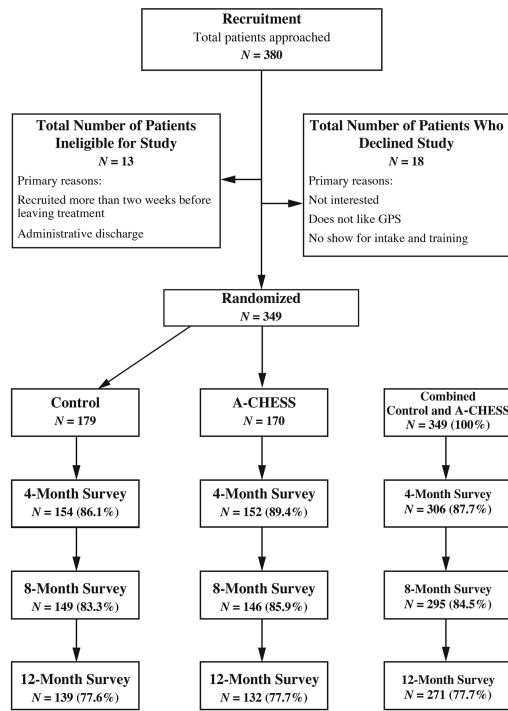 Recruitment
Total patients approached
N = 380
Total Number of Patients
Ineligible for Study
N = 13
Primary reasons:
Recruited more than two weeks before
leaving treatment
Administrative discharge
Total Number of Patients Who
Declined Study
N = 18
Primary reasons:
Not interested
Does not like GPS
No show for intake and training
Randomized
N = 349
Control
N = 179
A-CHESS
N = 170
Combined
Control and A-CHESS
N = 349 (100%)
4-Month Survey
N = 154 (86.1%)
4-Month Survey
N = 152 (89.4%)
4-Month Survey
N = 306 (87.7%)
8-Month Survey
N = 149 (83.3%)
8-Month Survey
N = 146 (85.9%)
8-Month Survey
N = 295 (84.5%)
12-Month Survey
N = 139 (77.6%)
12-Month Survey
N = 132 (77.7%)
12-Month Survey
N = 271 (77.7%)